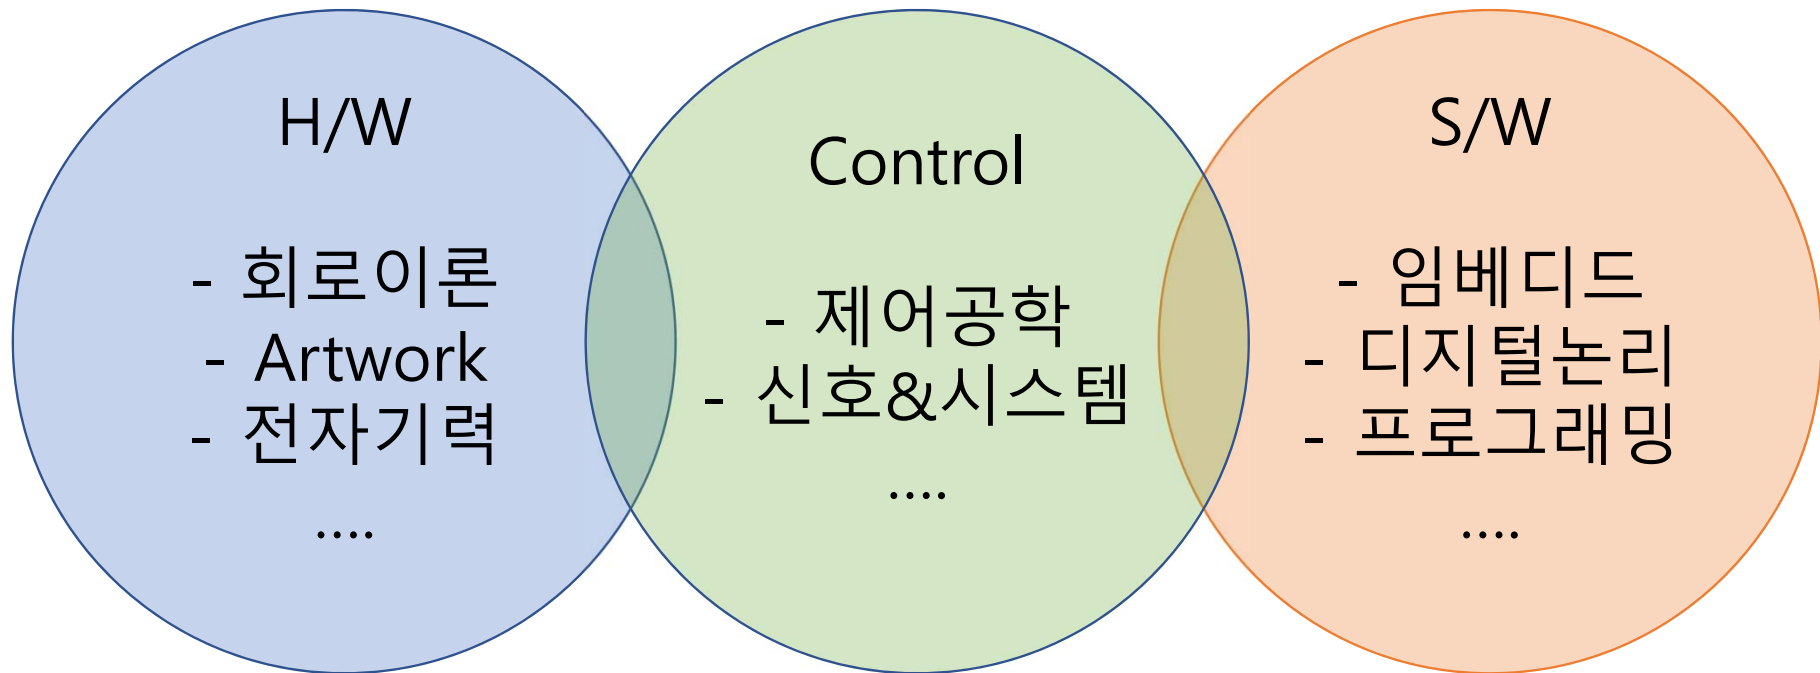 H/W
- 회로이론
- Artwork
- 전자기력
....
Control
- 제어공학
- 신호&시스템
....
S/W
- 임베디드
- 디지털논리
- 프로그래밍
....